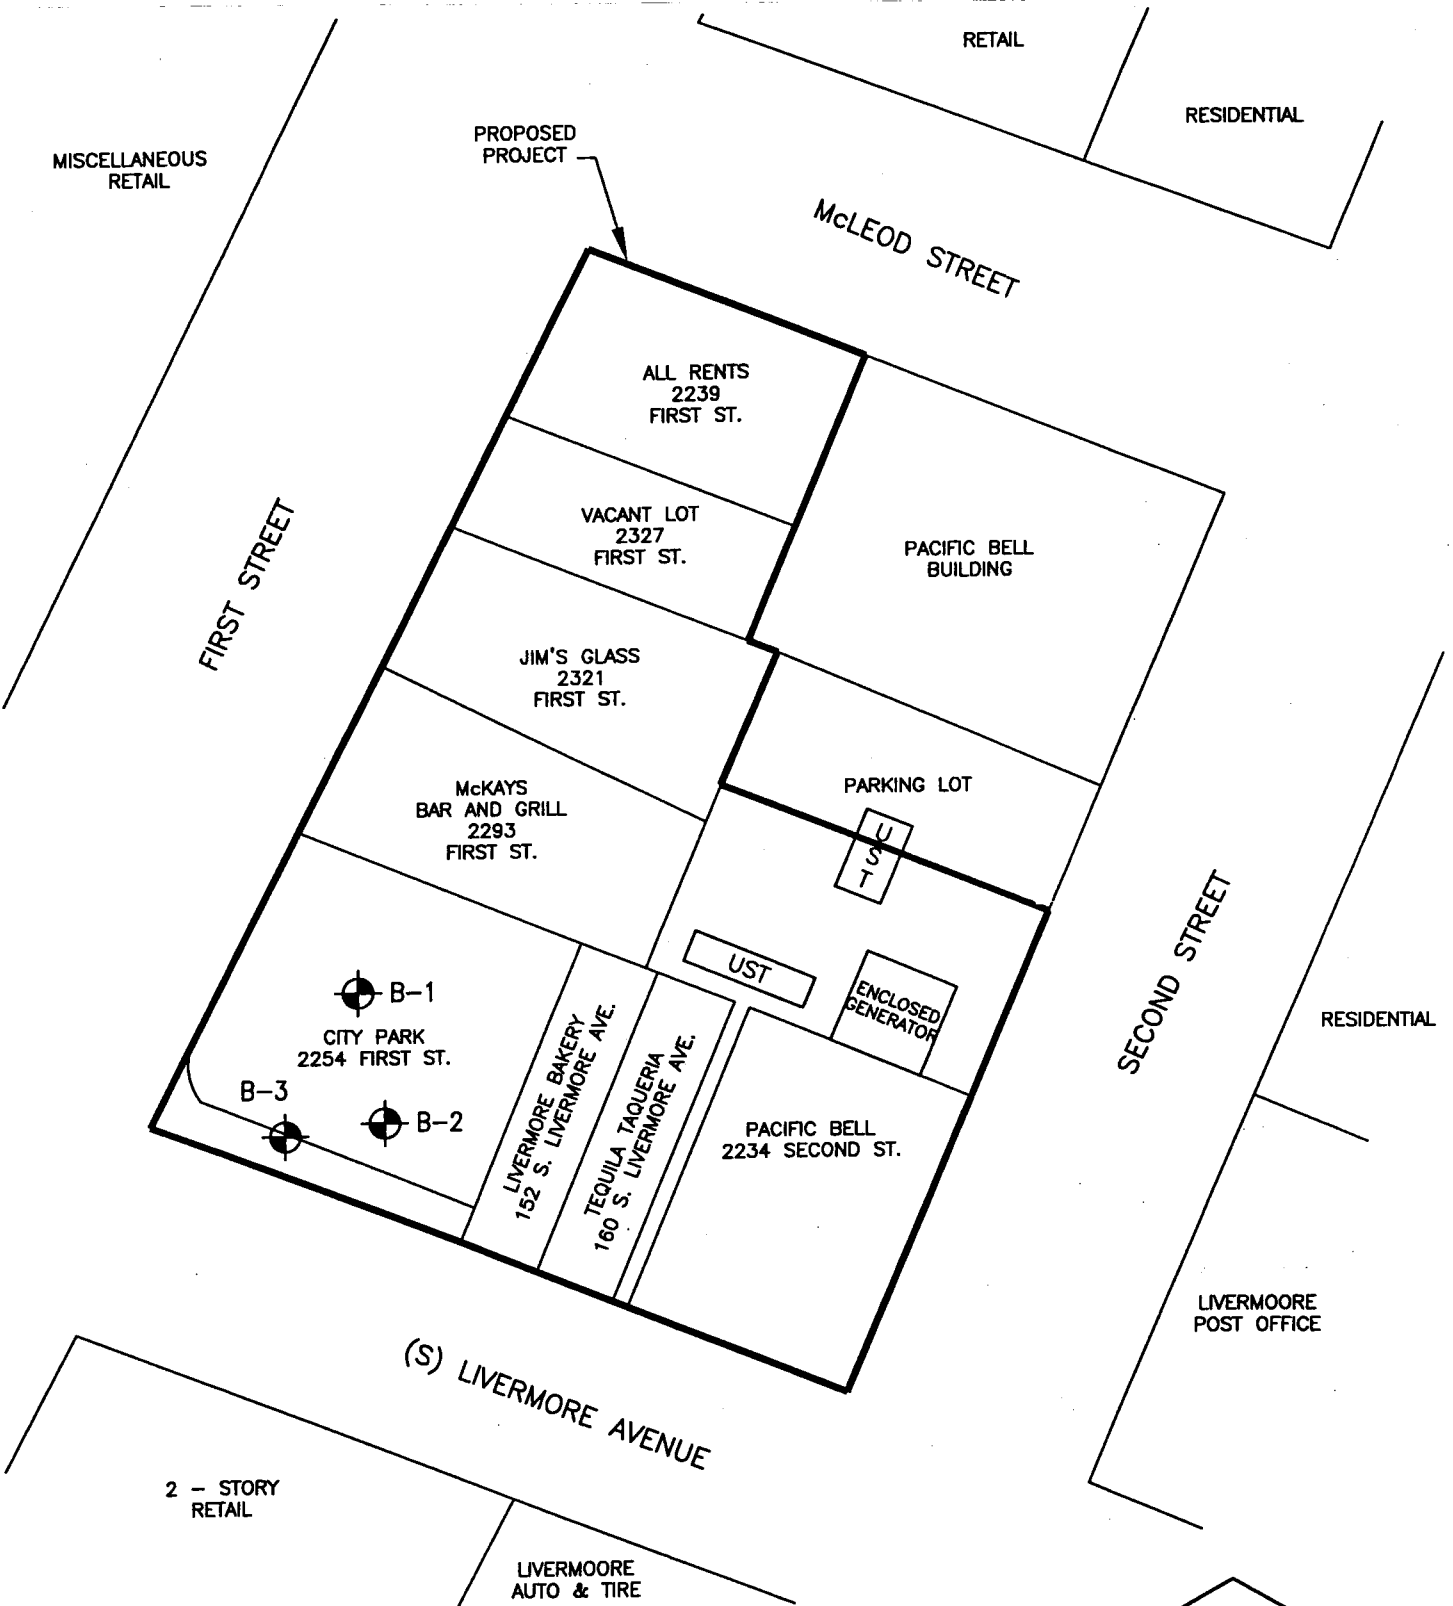 RETAIL
RESIDENTIAL
MISCELLANEOUS
RETAIL
PROPOSED
PROJECT
McLEOD STREET
ALL RENTS
2239
FIRST ST.
VACANT LOT
2327
FIRST ST.
PACIFIC BELL
BUILDING
FIRST STREET
JIM'S GLASS
2321
FIRST ST.
McKAYS
BAR AND GRILL
2293
FIRST ST.
PARKING LOT
UST
UST
ENCLOSED
GENERATOR
SECOND STREET
RESIDENTIAL
B-1
CITY PARK
2254 FIRST ST.
B-3
B-2
LIVERMORE BAKERY
152 S. LIVERMORE AVE.
TEQUILA TAQUERIA
160 S. LIVERMORE AVE.
PACIFIC BELL
2234 SECOND ST.
LIVERMOORE
POST OFFICE
(S) LIVERMORE AVENUE
2 - STORY
RETAIL
LIVERMOORE
AUTO & TIRE